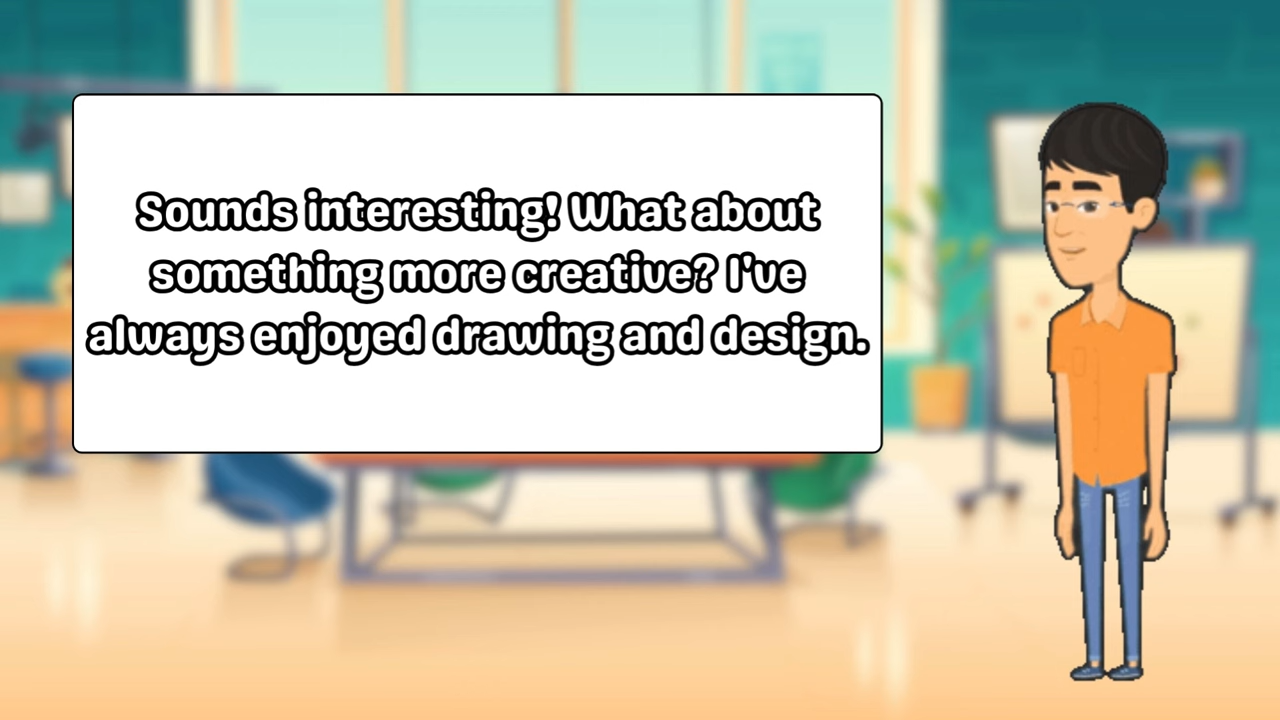 Sounds interesting! What about
something more creative? I've
always enjoyed drawing and design.